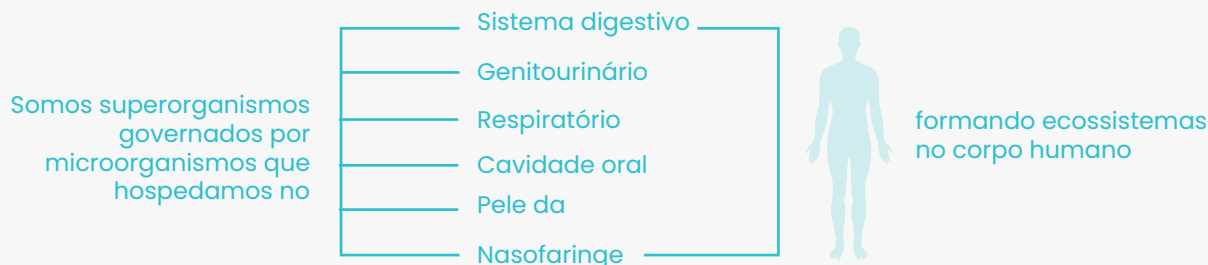 Somos superorganismos
governados por
microorganismos que
hospedamos no
Sistema digestivo
Genitourinário
Respiratório
Cavidade oral
Pele da
Nasofaringe
formando ecossistemas
no corpo humano